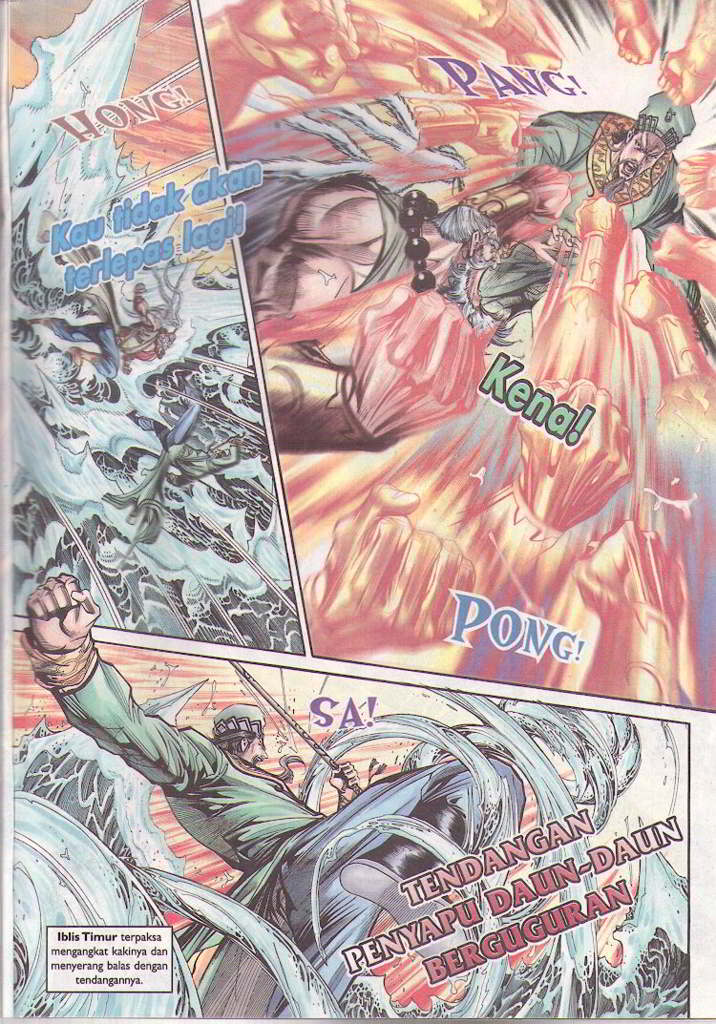 HONG!
Kau tidak akan
terlepas lagi!
PANG!
Kena!
PONG!
SA!
TENDANGAN
PENYAPU DAUN-DAUN
BERGUGURAN
Iblis Timur terpaksa
mengangkat kakinya dan
menyerang balas dengan
tendangannya.